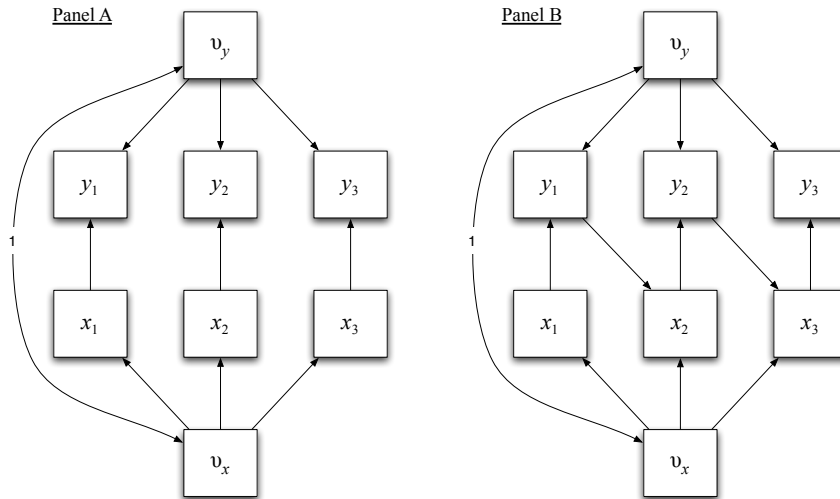 Panel A
υy
y1 y2 y3
1
x1 x2 x3
υx
Panel B
υy
y1 y2 y3
1
x1 x2 x3
υx